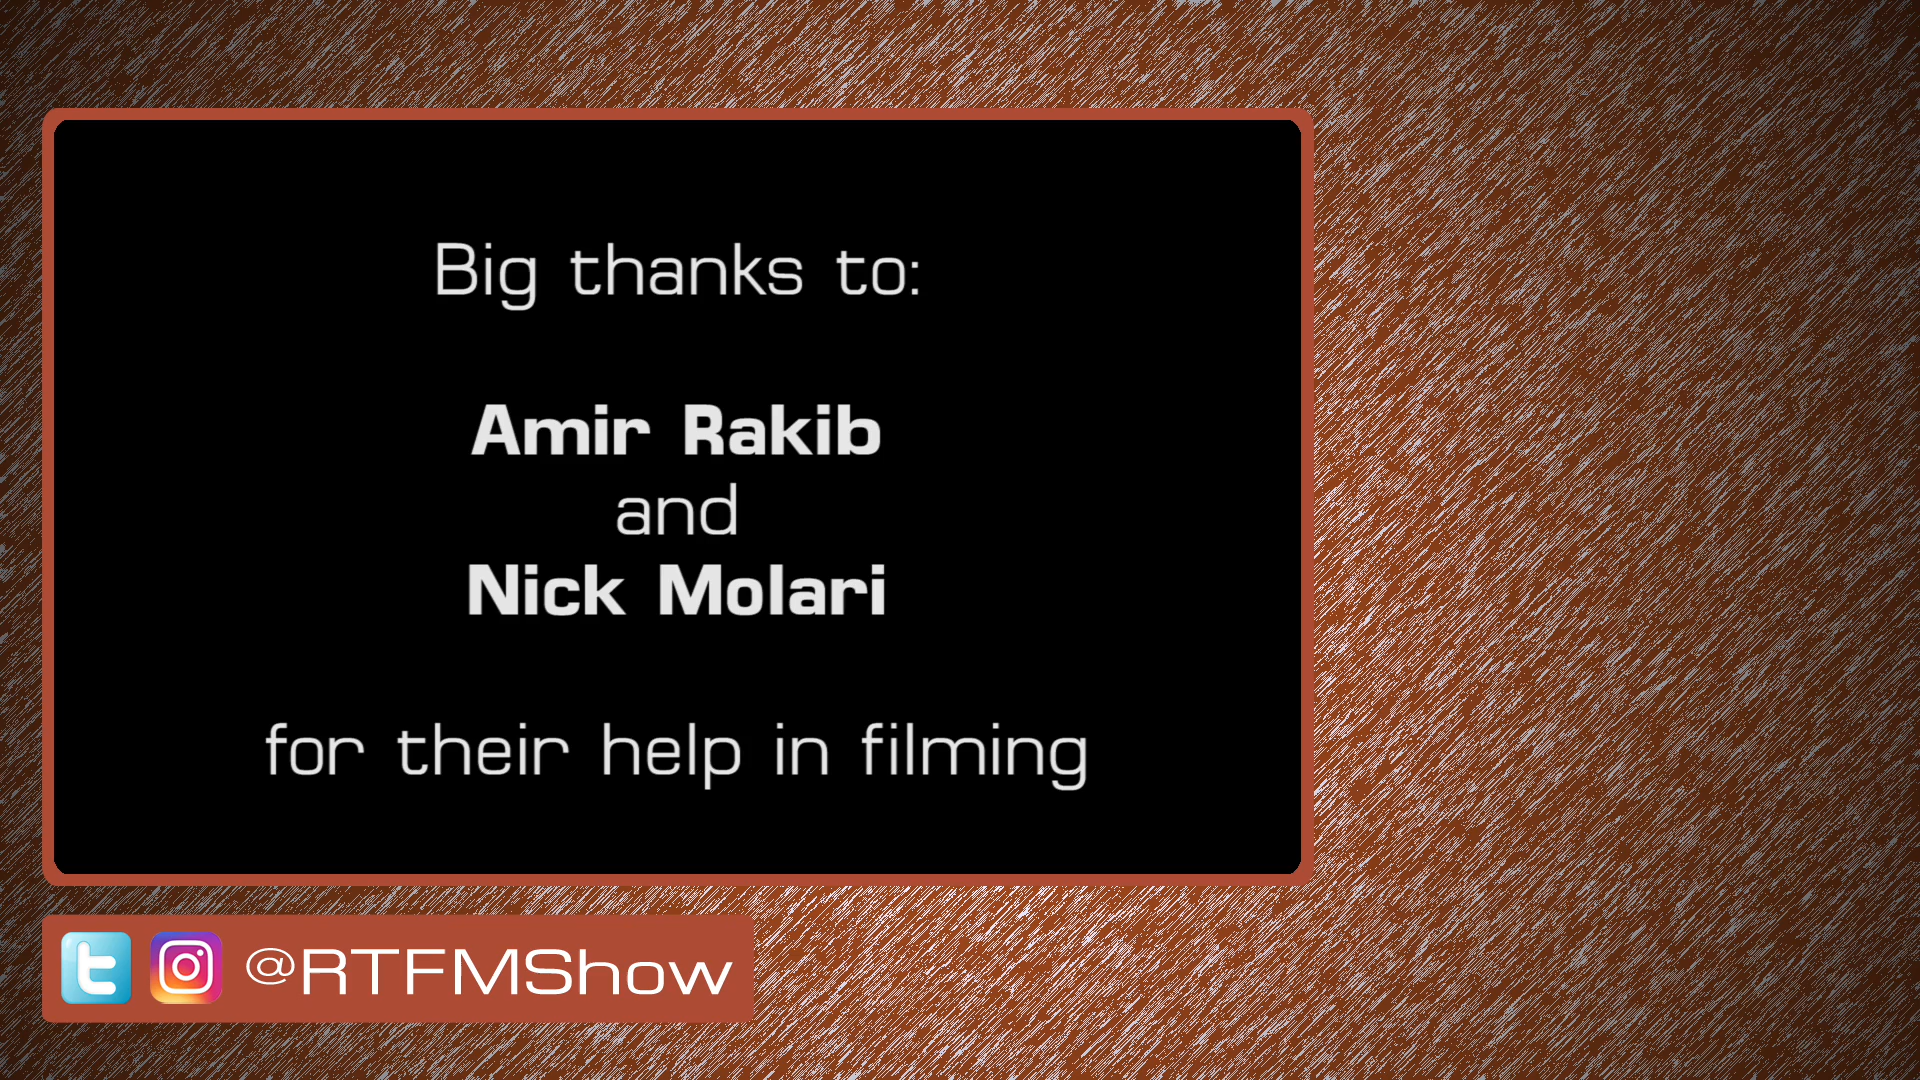 Big thanks to:
Amir Rakib
and
Nick Molari
for their help in filming
@RTFMShow